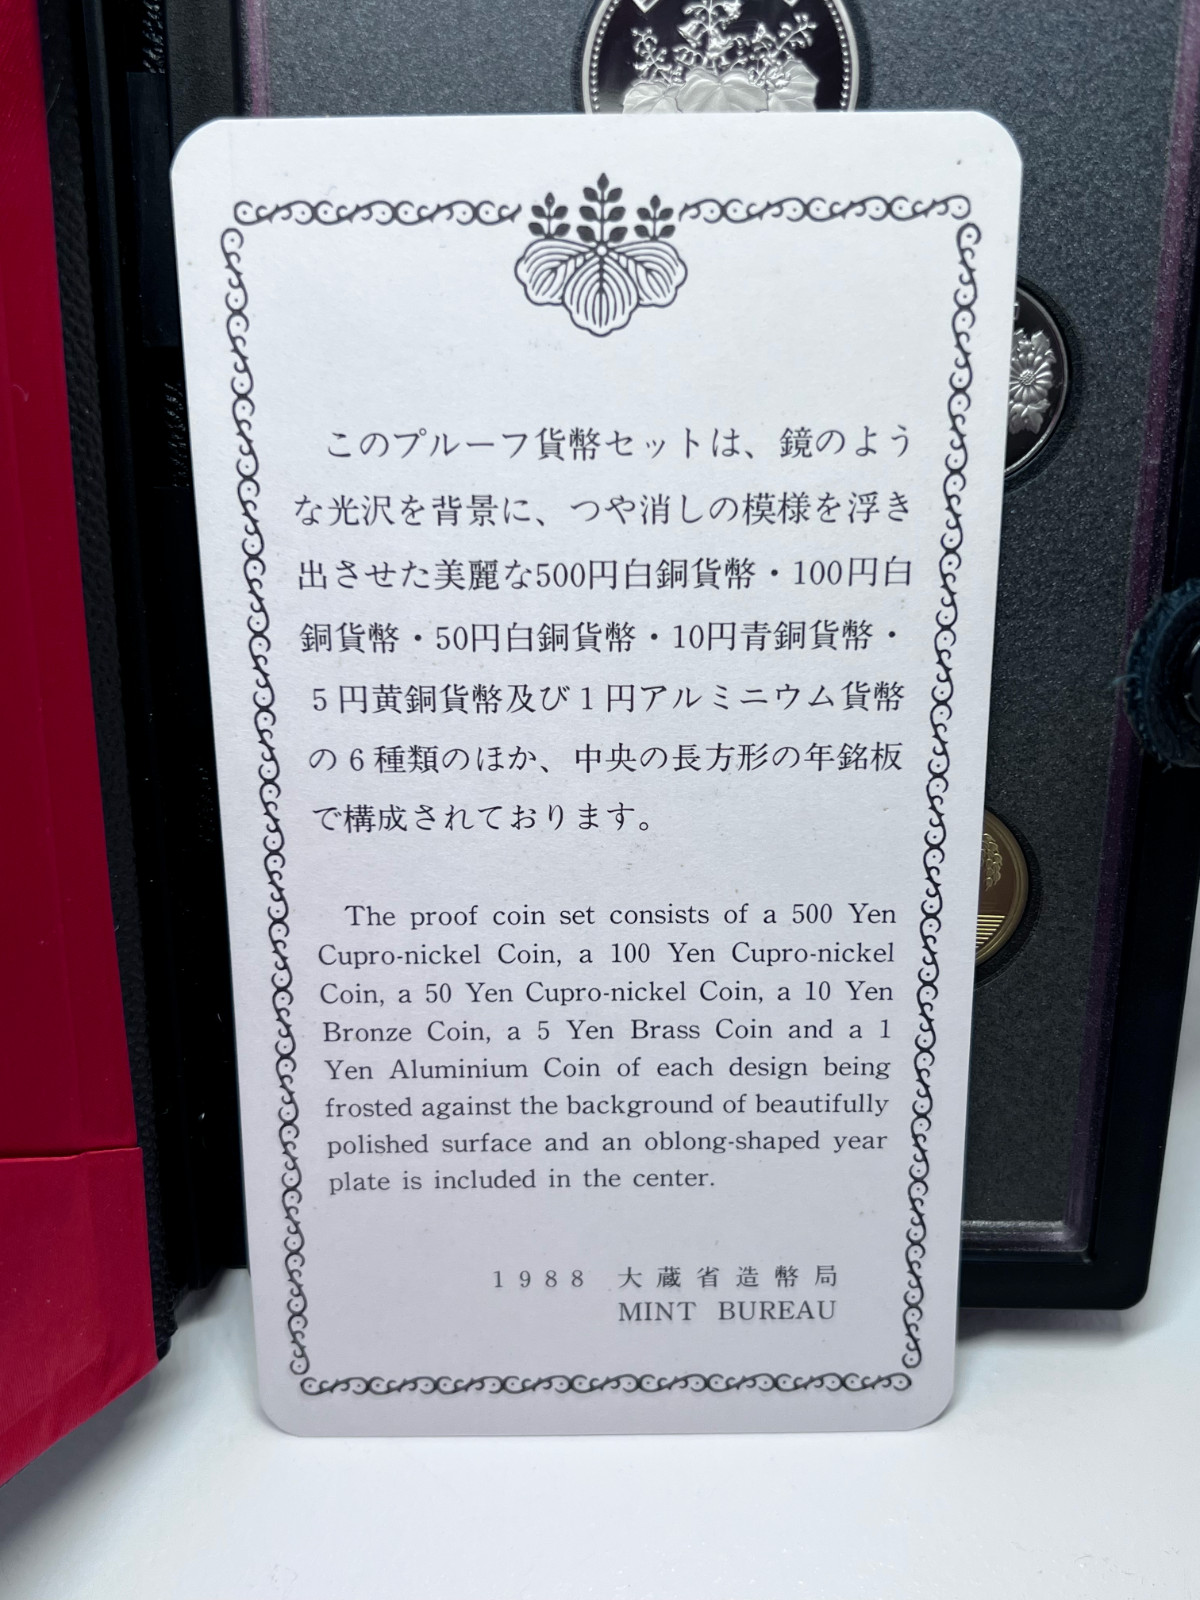 このプルーフ貨幣セットは、鏡のよう
な光沢を背景に、つや消しの模様を浮き
出させた美麗な500円白銅貨幣・100円白
銅貨幣・50円白銅貨幣・10円青銅貨幣・
5円黄銅貨幣及び1円アルミニウム貨幣
の6種類のほか、中央の長方形の年銘板
で構成されております。
The proof coin set consists of a 500 Yen
Cupro-nickel Coin, a 100 Yen Cupro-nickel
Coin, a 50 Yen Cupro-nickel Coin, a 10 Yen
Bronze Coin, a 5 Yen Brass Coin and a 1
Yen Aluminium Coin of each design being
frosted against the background of beautifully
polished surface and an oblong-shaped year
plate is included in the center.
1988 大蔵省造幣局
MINT BUREAU